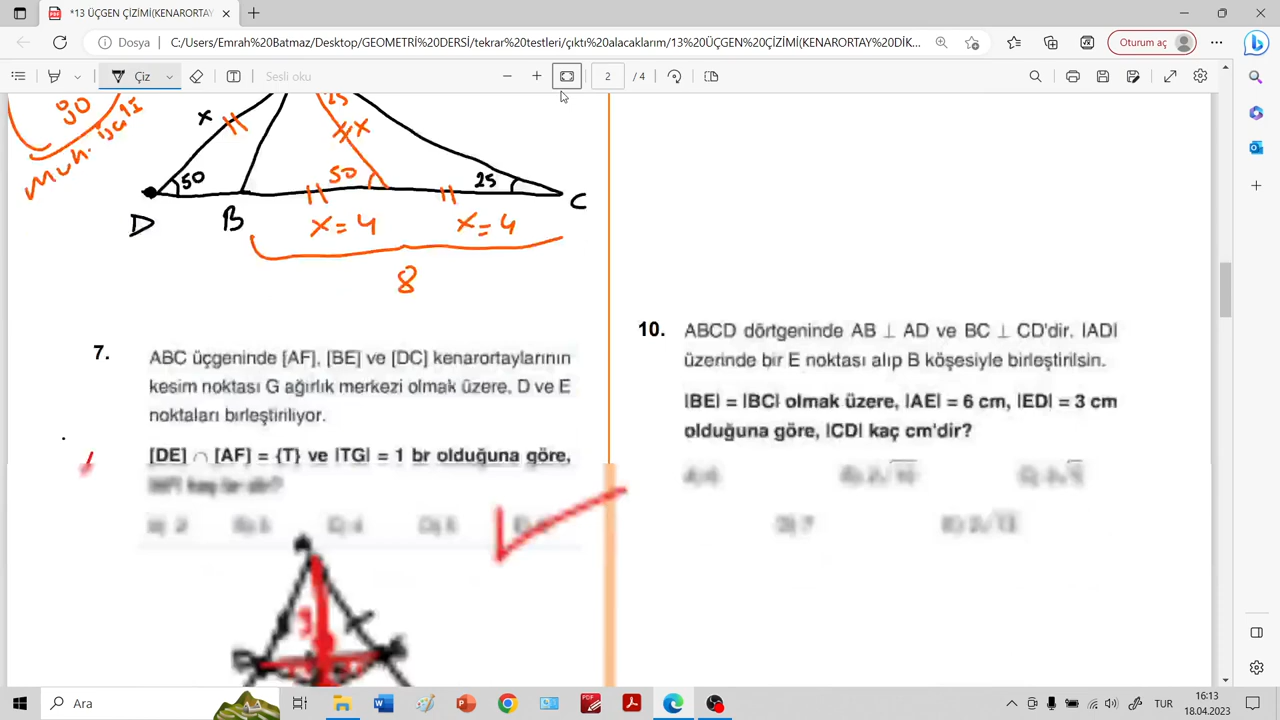 *13 ÜÇGEN ÇİZİMİ(KENARORTAY
Dosya
C:/Users/Emrah%20Batmaz/Desktop/GEOMETRİ%20DERSİ/tekrar%20testleri/çıktı%20alacaklarım/13%20ÜÇGEN%20ÇİZİMİ(KENARORTAY%20DİK...
Oturum aç
Çiz
Sesli oku
2 / 4
muh.
x
25
x
50
50
25
D
B
C
x = 4
x = 4
8
7.
ABC üçgeninde [AF], [BE] ve [DC] kenarortaylarının
kesim noktası G ağırlık merkezi olmak üzere, D ve E
noktaları birleştiriliyor.
[DE] ∩ [AF] = {T} ve |TG| = 1 br olduğuna göre,
kaç br dir?
10.
ABCD dörtgeninde AB ⊥ AD ve BC ⊥ CD'dir. |AD|
üzerinde bir E noktası alıp B köşesiyle birleştirilsin.
|BE| = |BC| olmak üzere, |AE| = 6 cm, |ED| = 3 cm
olduğuna göre, |CD| kaç cm'dir?
Ara
TUR
16:13
18.04.2023